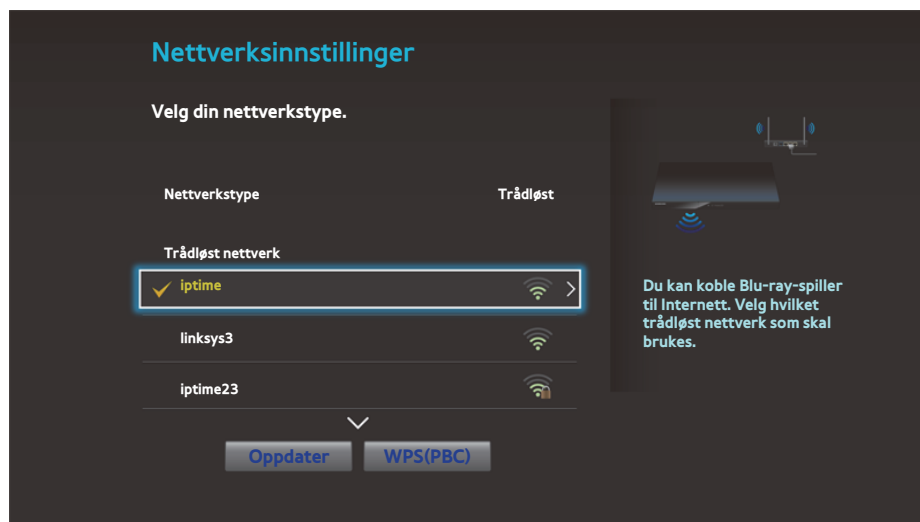 Nettverksinnstillinger
Velg din nettverkstype.
Nettverkstype Trådløst
Trådløst nettverk
iptime
linksys3
iptime23
Oppdater WPS(PBC)
Du kan koble Blu-ray-spiller
til Internett. Velg hvilket
trådløst nettverk som skal
brukes.